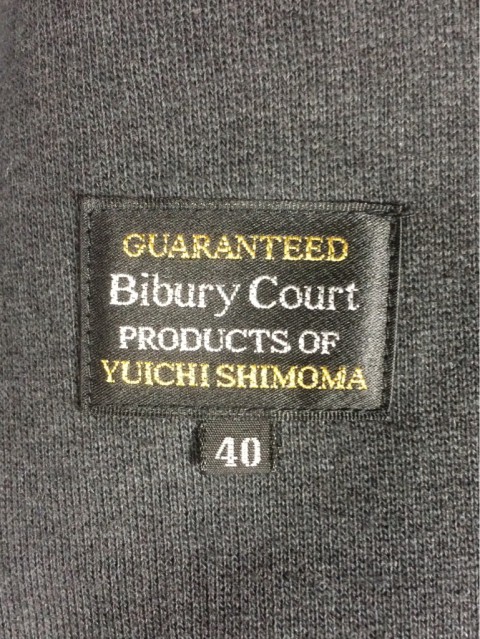 GUARANTEED
Bibury Court
PRODUCTS OF
YUICHI SHIMOMA
40